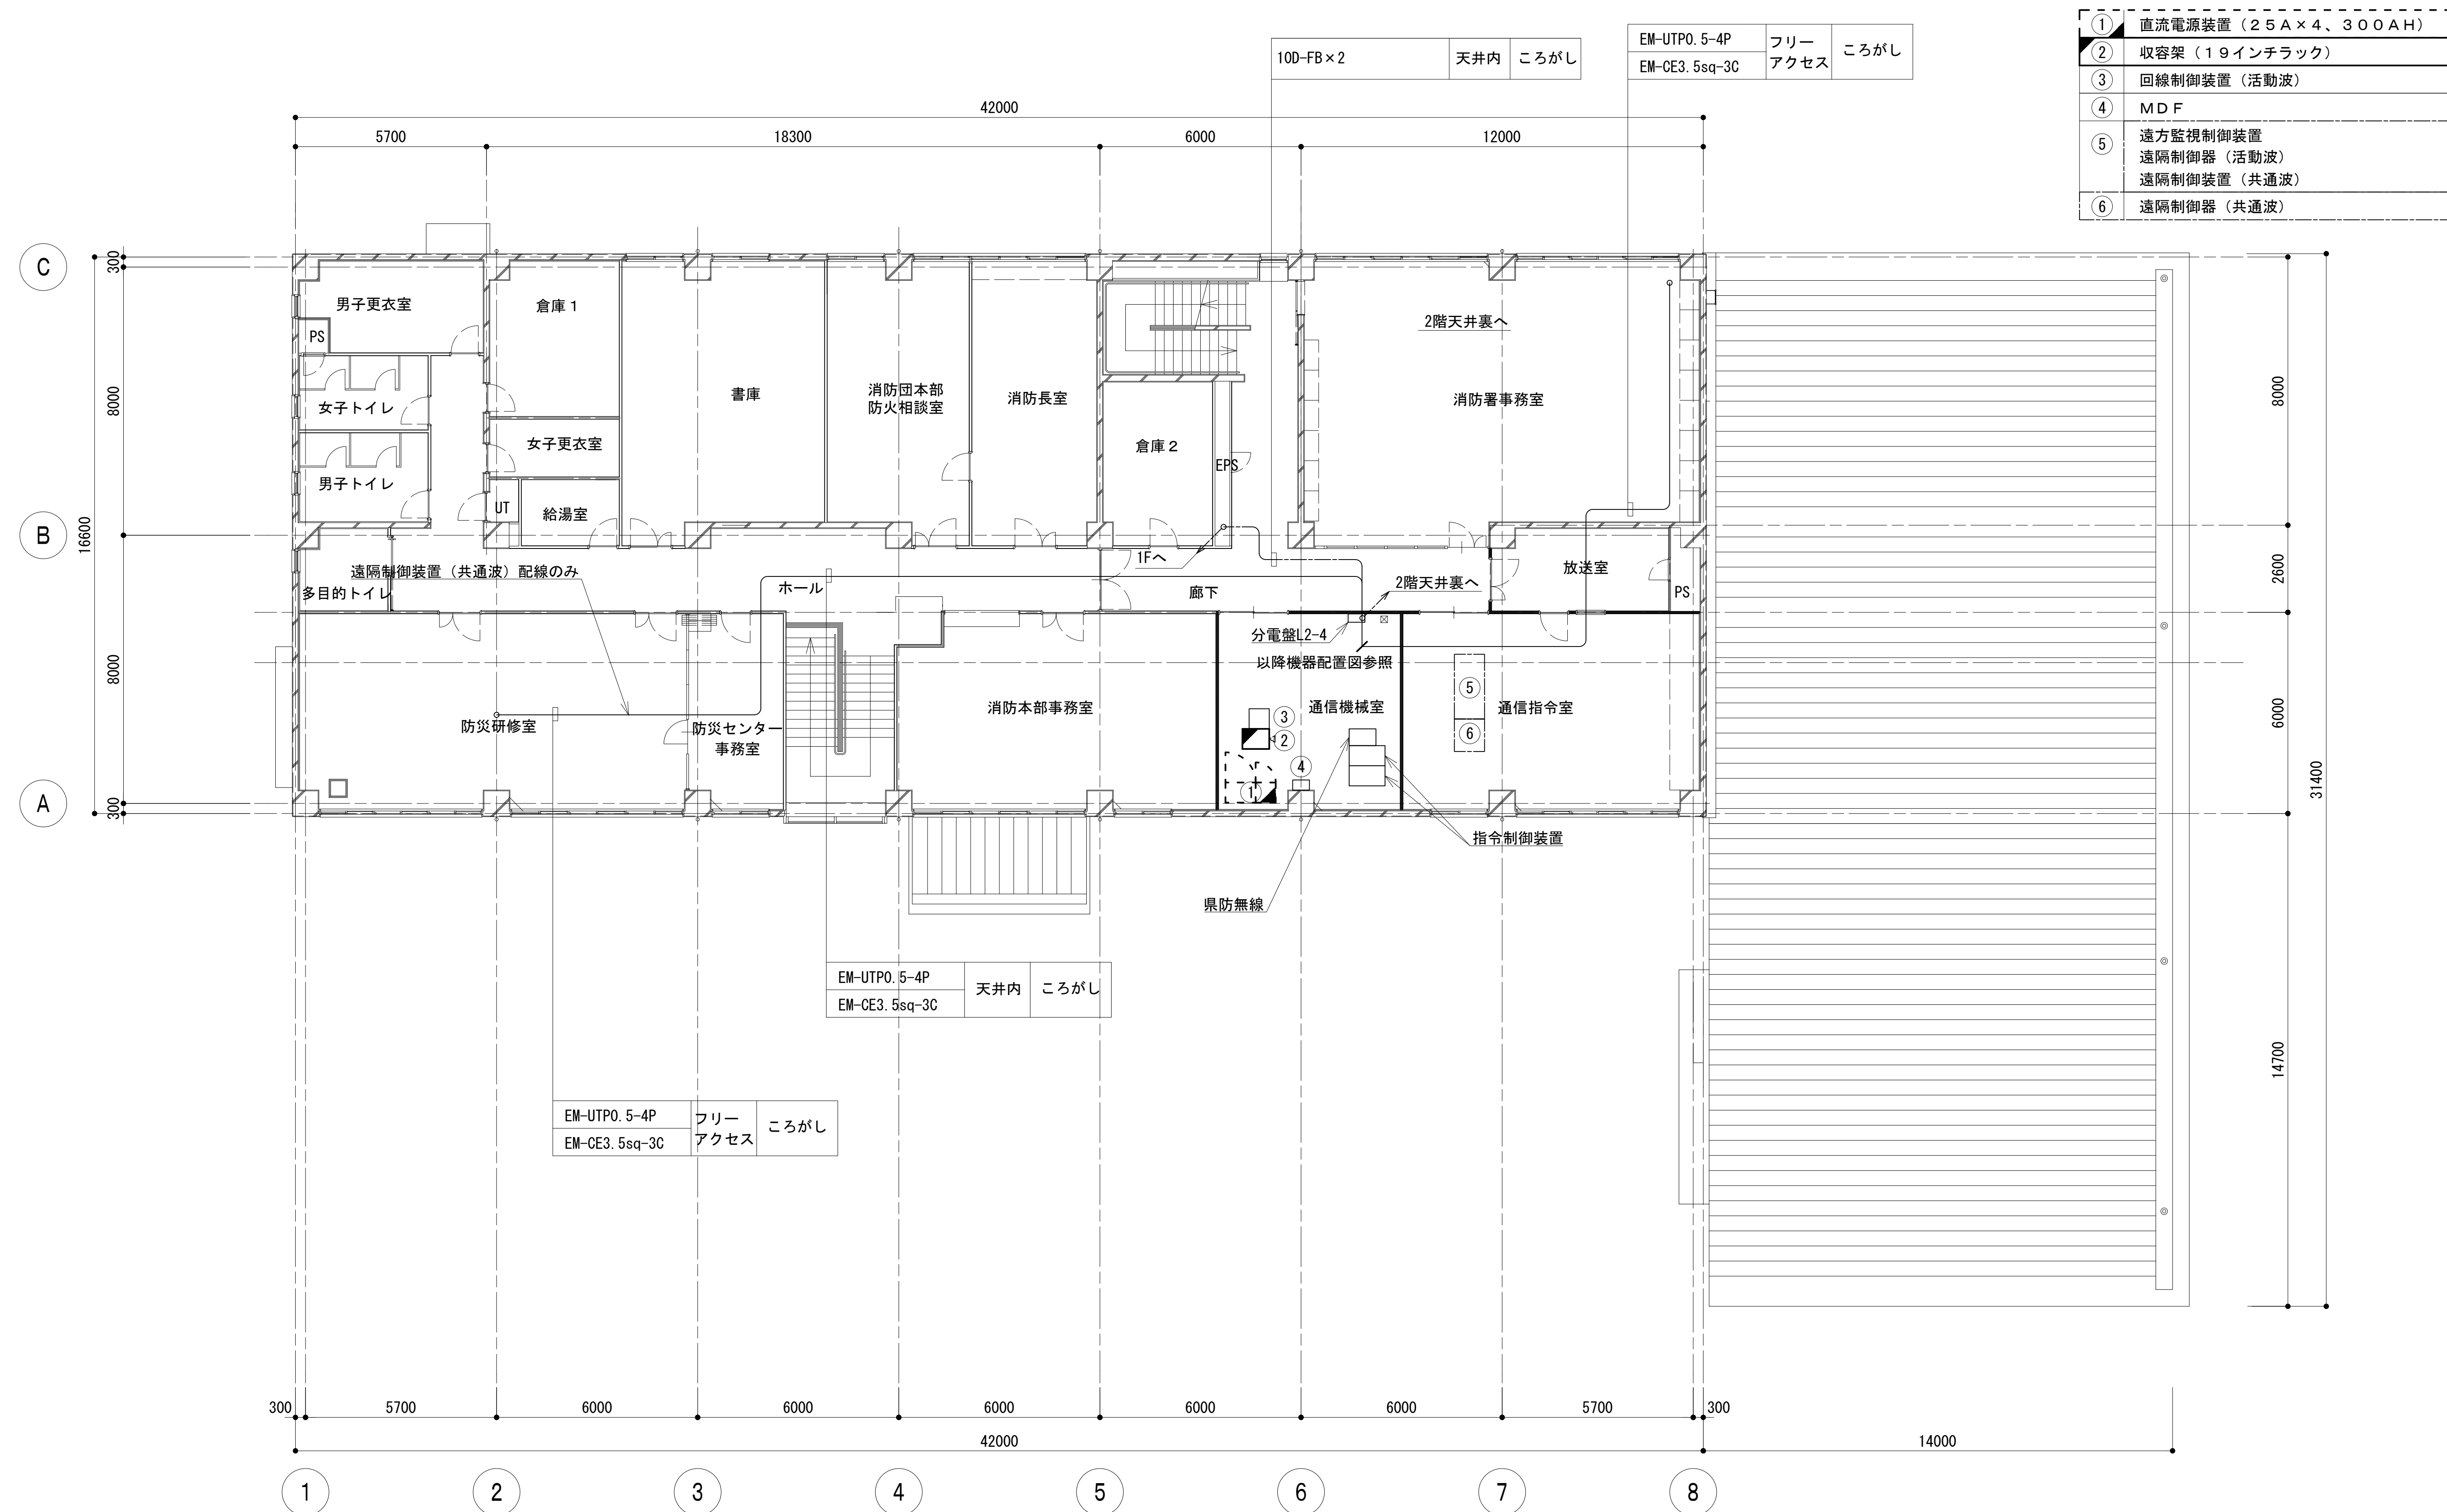 10D-FB×2 天井内 ころがし
EM-UTP0.5-4P
EM-CE3.5sq-3C
フリー
アクセス
ころがし
① 直流電源装置（２５Ａ×４、３００ＡＨ）
② 収容架（１９インチラック）
③ 回線制御装置（活動波）
④ ＭＤＦ
⑤ 遠方監視制御装置
遠隔制御器（活動波）
遠隔制御装置（共通波）
⑥ 遠隔制御器（共通波）
42000
5700 18300 6000 12000
C
B
A
300
8000
16600
8000
300
男子更衣室
PS
女子トイレ
男子トイレ
倉庫１
女子更衣室
UT
給湯室
書庫
消防団本部
防火相談室
消防長室
倉庫２
EPS
2階天井裏へ
消防署事務室
1Fへ
放送室
PS
遠隔制御装置（共通波）配線のみ
多目的トイレ
ホール
廊下
2階天井裏へ
分電盤L2-4
以降機器配置図参照
防災研修室
防災センター
事務室
消防本部事務室
通信機械室
通信指令室
③
②
①
④
⑤
⑥
指令制御装置
県防無線
8000
2600
6000
31400
14700
EM-UTP0.5-4P
EM-CE3.5sq-3C
天井内 ころがし
EM-UTP0.5-4P
EM-CE3.5sq-3C
フリー
アクセス
ころがし
300 5700 6000 6000 6000 6000 6000 5700 300
42000 14000
1 2 3 4 5 6 7 8